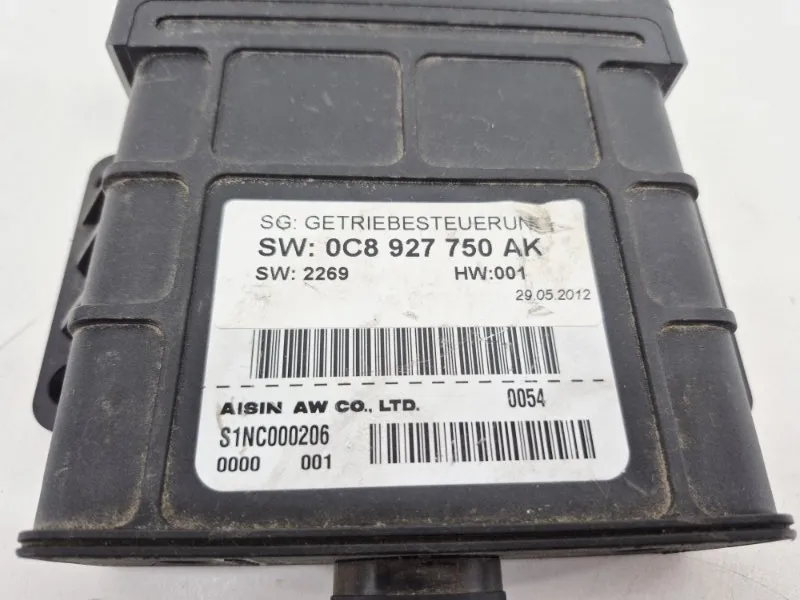 SG: GETRIEBESTEUERUN
SW: 0C8 927 750 AK
SW: 2269 HW:001
29.05.2012
AISIN AW CO., LTD. 0054
S1NC000206
0000 001